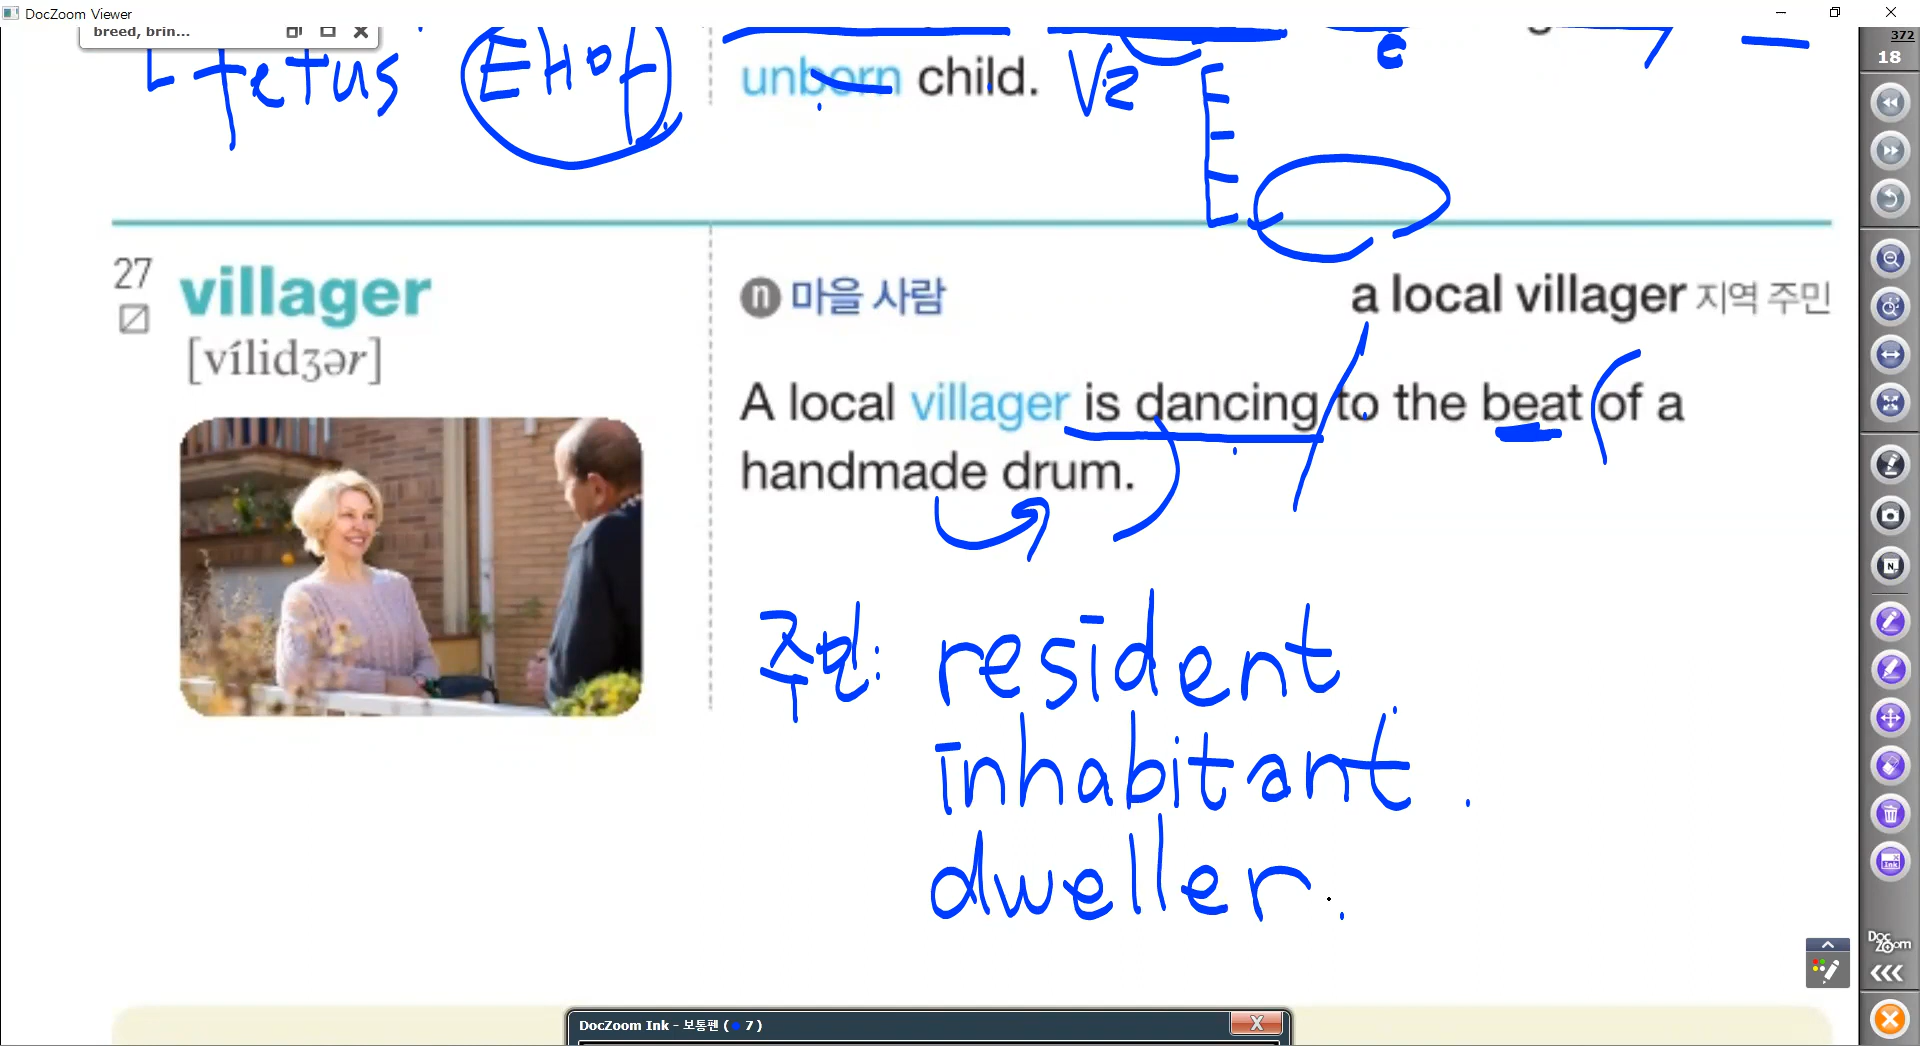 DocZoom Viewer
372
18
breed, brin...
fetus 태아
unborn child. V2
e
27 villager
[vílidʒər]
n 마을 사람
a local villager 지역 주민
A local villager is dancing to the beat of a
handmade drum.
주민: resident
inhabitant
dweller
DocZoom
DocZoom Ink - 보통펜 ( 7 )
X